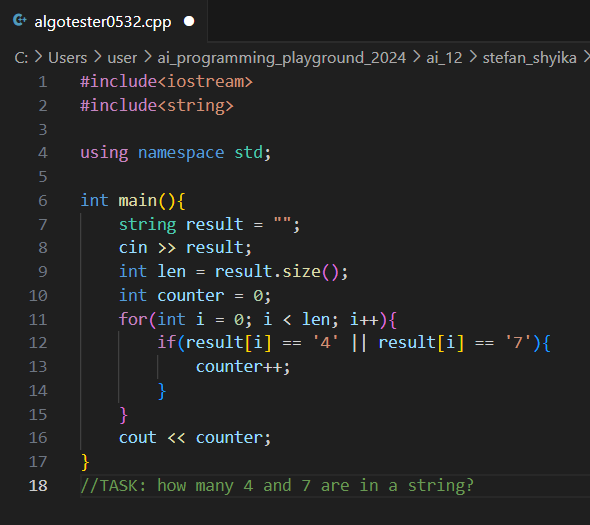 algotester0532.cpp ●
C: > Users > user > ai_programming_playground_2024 > ai_12 > stefan_shyika >
1 #include<iostream>
2 #include<string>
3
4 using namespace std;
5
6 int main(){
7     string result = "";
8     cin >> result;
9     int len = result.size();
10     int counter = 0;
11     for(int i = 0; i < len; i++){
12         if(result[i] == '4' || result[i] == '7'){
13             counter++;
14         }
15     }
16     cout << counter;
17 }
18 //TASK: how many 4 and 7 are in a string?